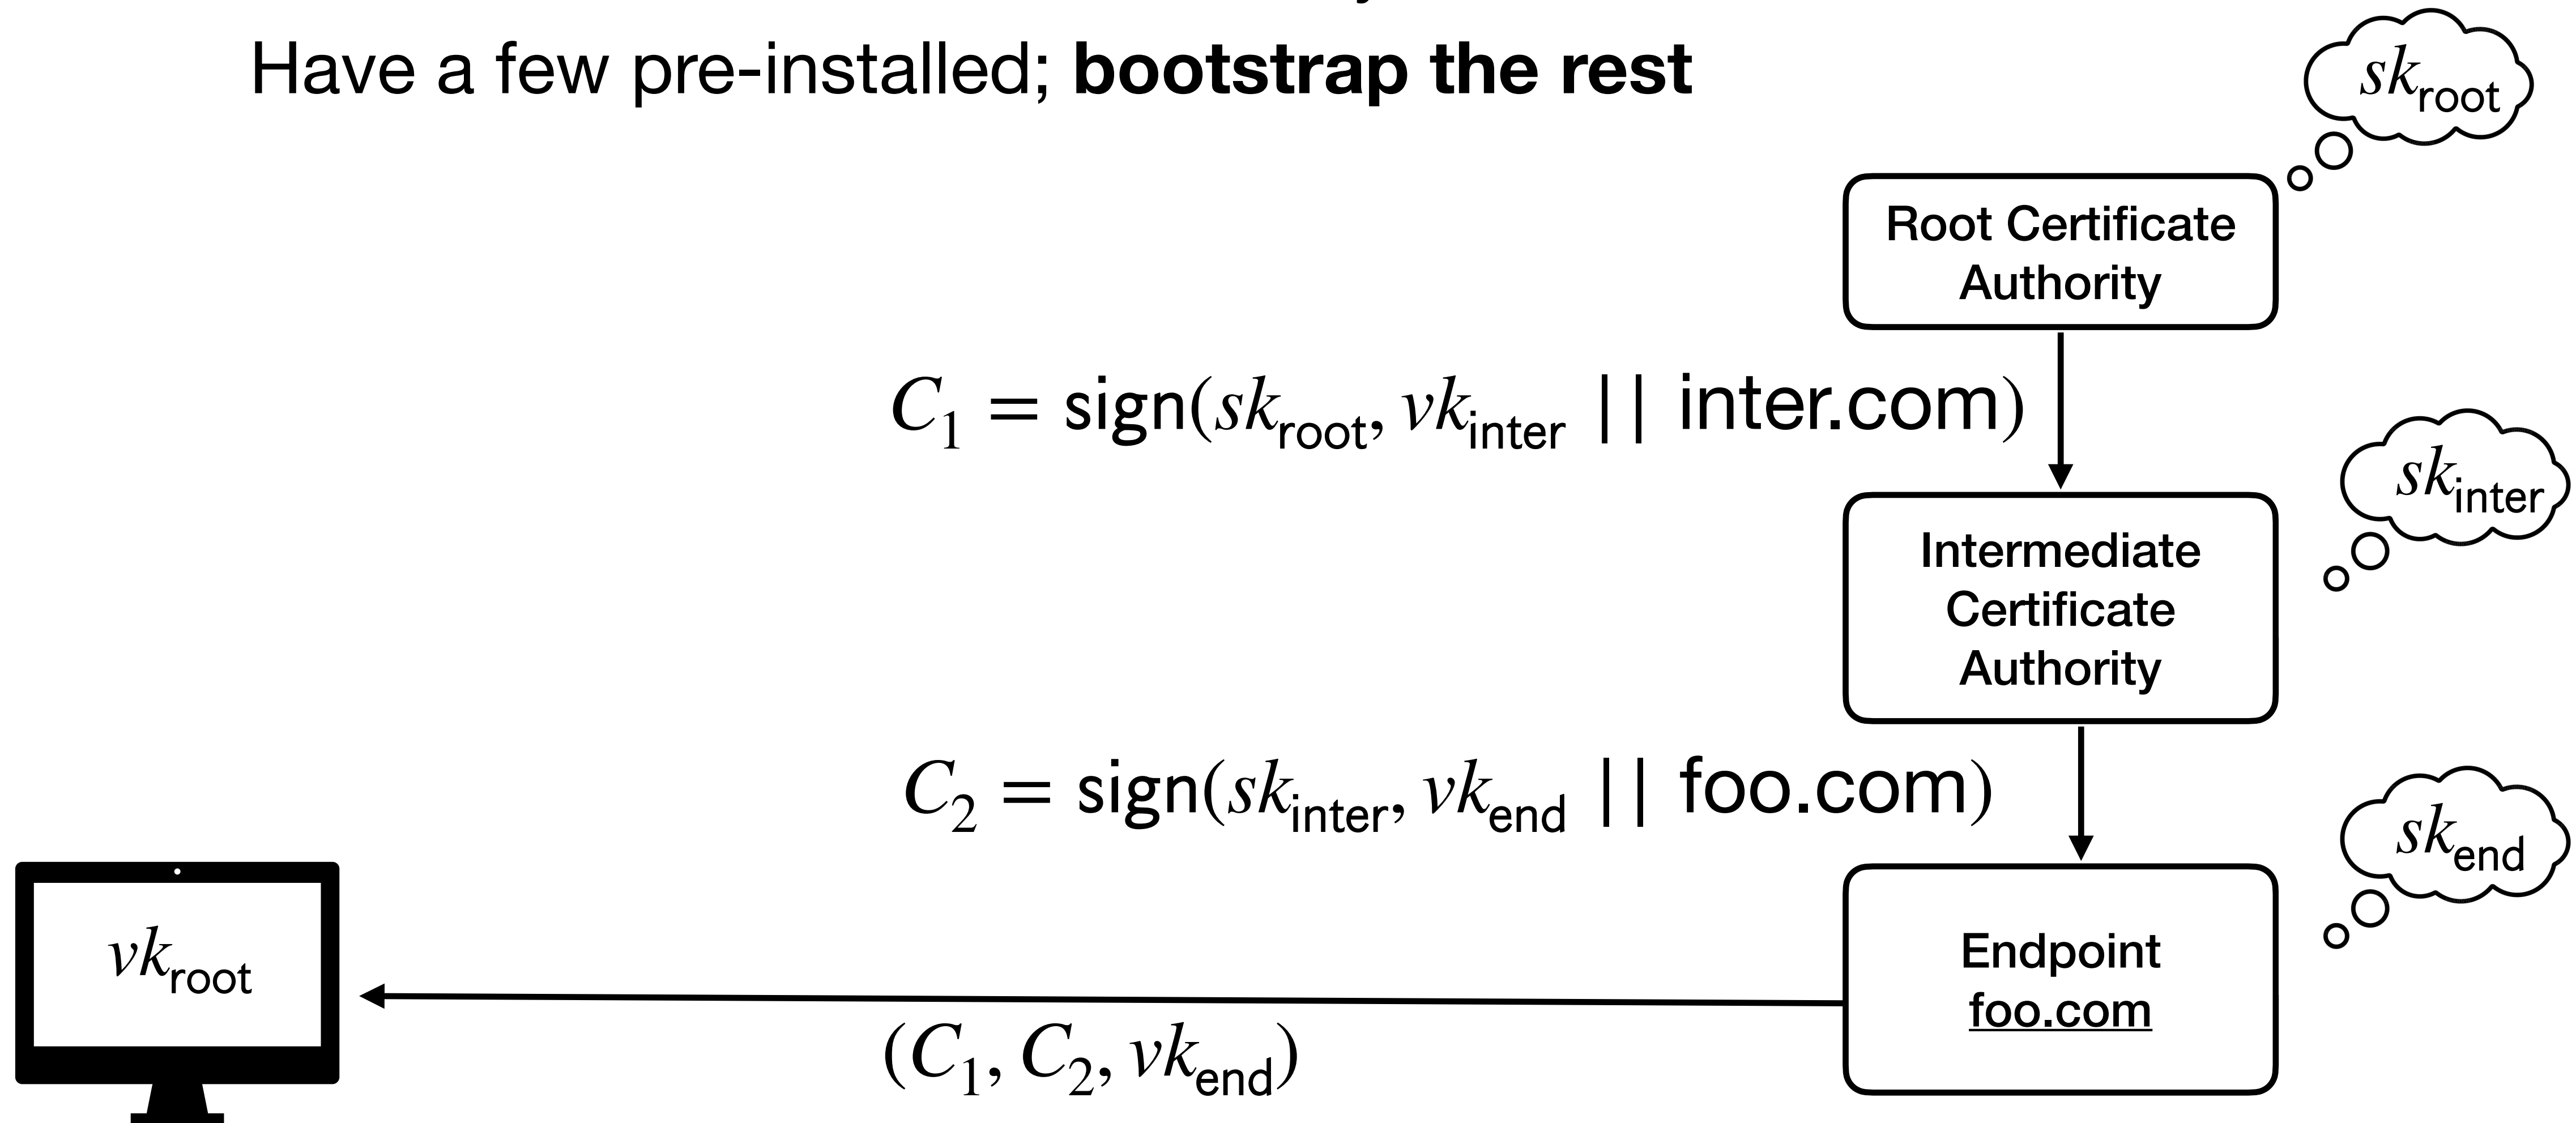 Have a few pre-installed; bootstrap the rest
sk_root
Root Certificate
Authority
C_1 = sign(sk_root, vk_inter || inter.com)
sk_inter
Intermediate
Certificate
Authority
C_2 = sign(sk_inter, vk_end || foo.com)
sk_end
vk_root
Endpoint
foo.com
(C_1, C_2, vk_end)